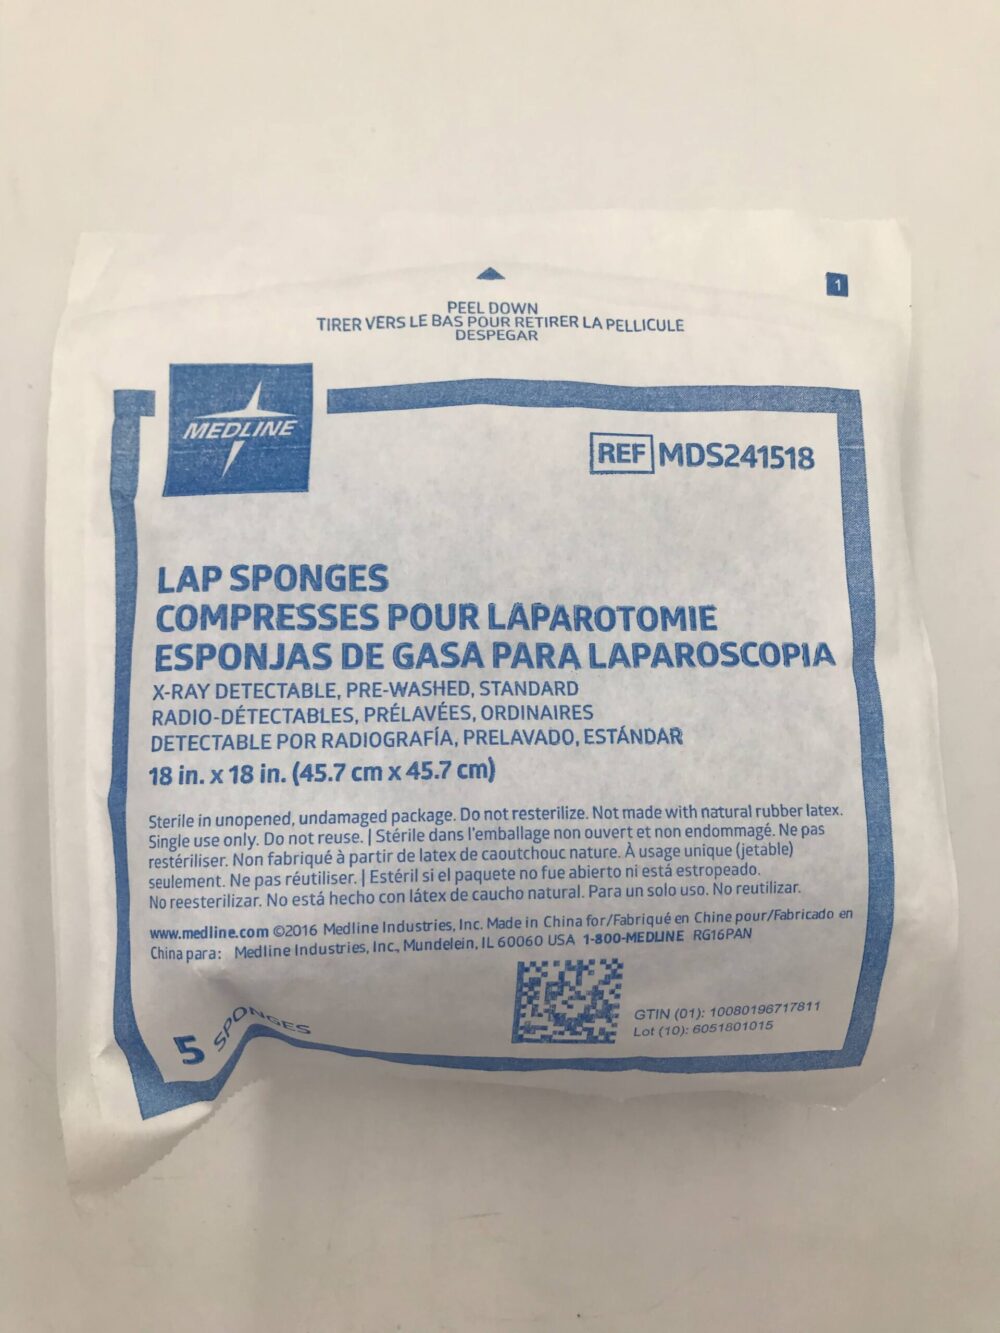 1
PEEL DOWN
TIRER VERS LE BAS POUR RETIRER LA PELLICULE
DESPEGAR
MEDLINE
REF MDS241518
LAP SPONGES
COMPRESSES POUR LAPAROTOMIE
ESPONJAS DE GASA PARA LAPAROSCOPIA
X-RAY DETECTABLE, PRE-WASHED, STANDARD
RADIO-DÉTECTABLES, PRÉLAVÉES, ORDINAIRES
DETECTABLE POR RADIOGRAFÍA, PRELAVADO, ESTÁNDAR
18 in. x 18 in. (45.7 cm x 45.7 cm)
Sterile in unopened, undamaged package. Do not resterilize. Not made with natural rubber latex.
Single use only. Do not reuse. | Stérile dans l'emballage non ouvert et non endommagé. Ne pas
restériliser. Non fabriqué à partir de latex de caoutchouc nature. À usage unique (jetable)
seulement. Ne pas réutiliser. | Estéril si el paquete no fue abierto ni está estropeado.
No reesterilizar. No está hecho con látex de caucho natural. Para un solo uso. No reutilizar.
www.medline.com ©2016 Medline Industries, Inc. Made in China for/Fabriqué en Chine pour/Fabricado en
China para: Medline Industries, Inc., Mundelein, IL 60060 USA 1-800-MEDLINE RG16PAN
GTIN (01): 10080196717811
Lot (10): 6051801015
5 SPONGES